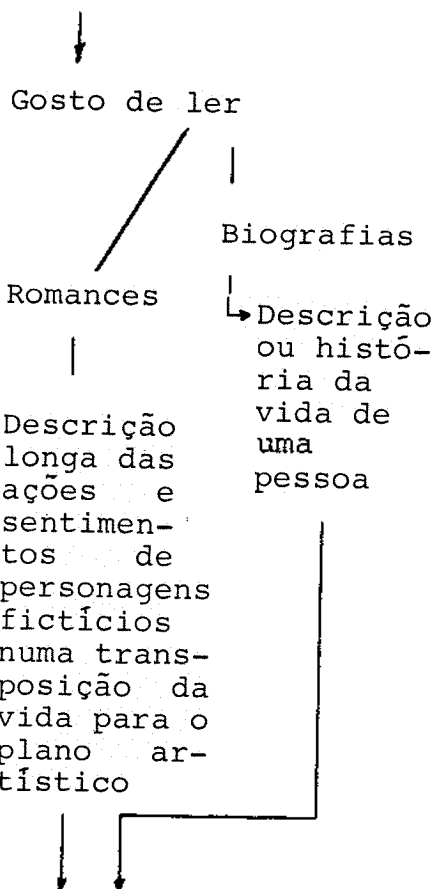 Gosto de ler
Biografias
Romances
Descrição
ou histó-
ria da
vida de
uma
pessoa
Descrição
longa das
ações e
sentimen-
tos de
personagens
fictícios
numa trans-
posição da
vida para o
plano ar-
tístico